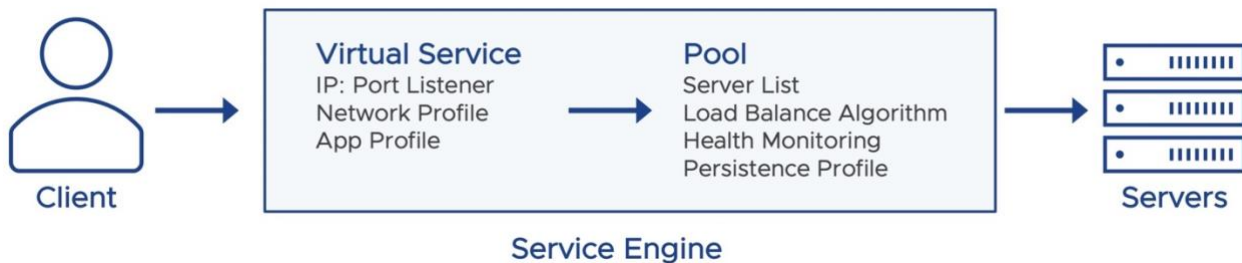 Virtual Service
IP: Port Listener
Network Profile
App Profile
Pool
Server List
Load Balance Algorithm
Health Monitoring
Persistence Profile
Client
Servers
Service Engine